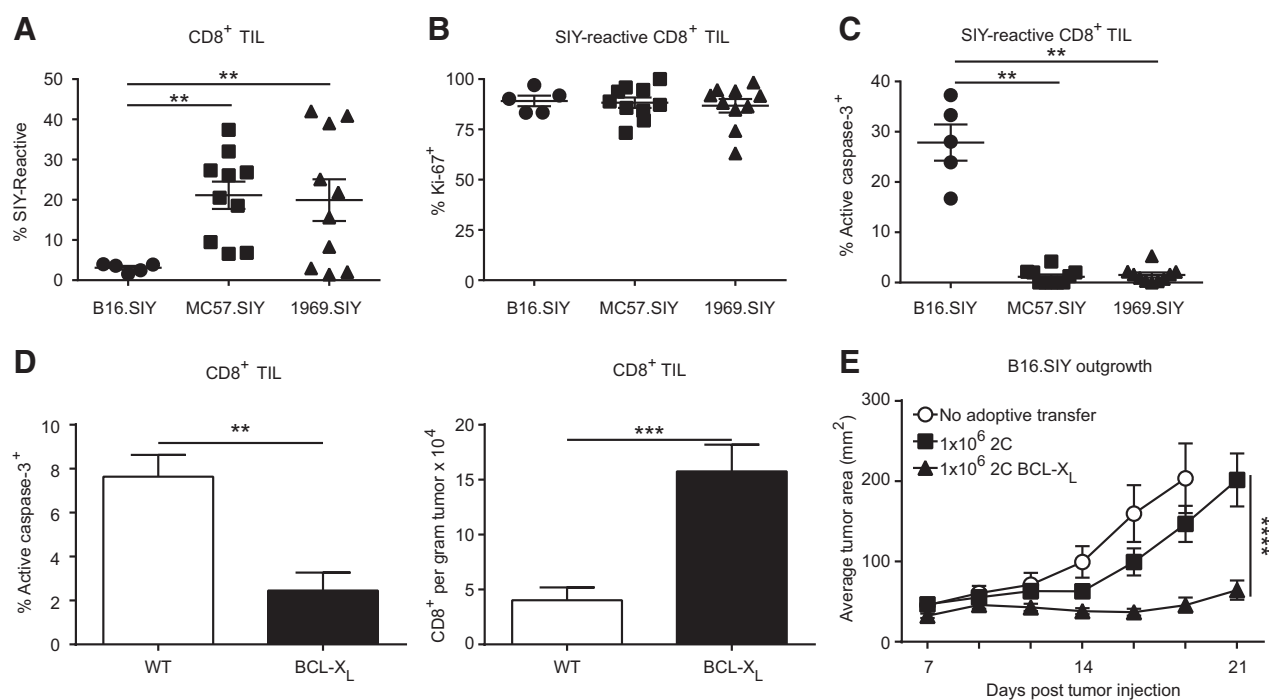 A
CD8+ TIL
**
**
% SIY-Reactive
50
40
30
20
10
0
B16.SIY MC57.SIY 1969.SIY
B
SIY-reactive CD8+ TIL
% Ki-67+
100
75
50
25
0
B16.SIY MC57.SIY 1969.SIY
C
SIY-reactive CD8+ TIL
**
**
% Active caspase-3+
40
30
20
10
0
B16.SIY MC57.SIY 1969.SIY
D
CD8+ TIL
**
% Active caspase-3+
10
8
6
4
2
0
WT BCL-XL
CD8+ TIL
***
CD8+ per gram tumor x 10^4
20
15
10
5
0
WT BCL-XL
E
B16.SIY outgrowth
No adoptive transfer
1x10^6 2C
1x10^6 2C BCL-XL
Average tumor area (mm^2)
300
200
100
0
****
7 14 21
Days post tumor injection